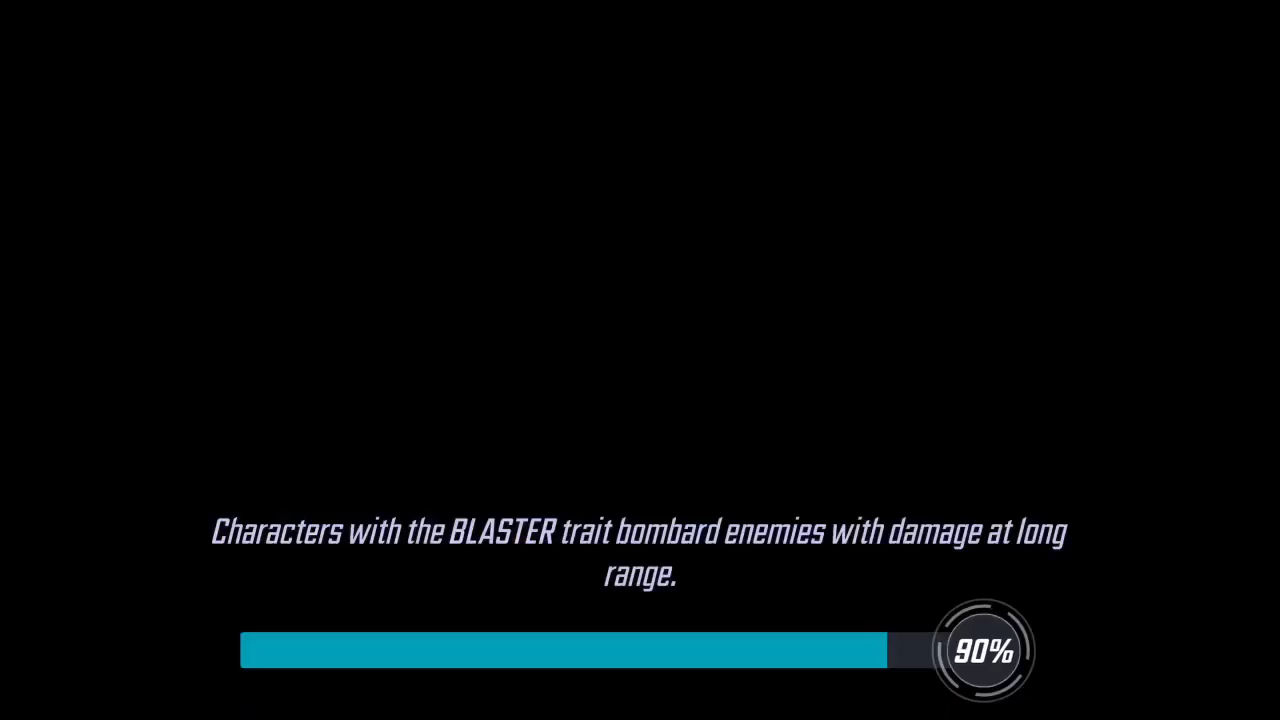 Characters with the BLASTER trait bombard enemies with damage at long
range.
90%